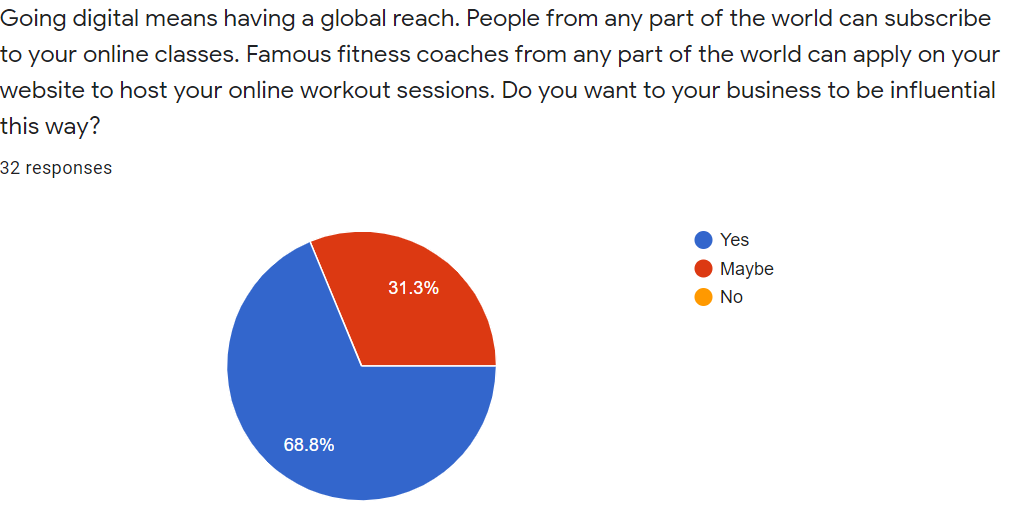 Going digital means having a global reach. People from any part of the world can subscribe
to your online classes. Famous fitness coaches from any part of the world can apply on your
website to host your online workout sessions. Do you want to your business to be influential
this way?
32 responses
Yes
Maybe
No
31.3%
68.8%